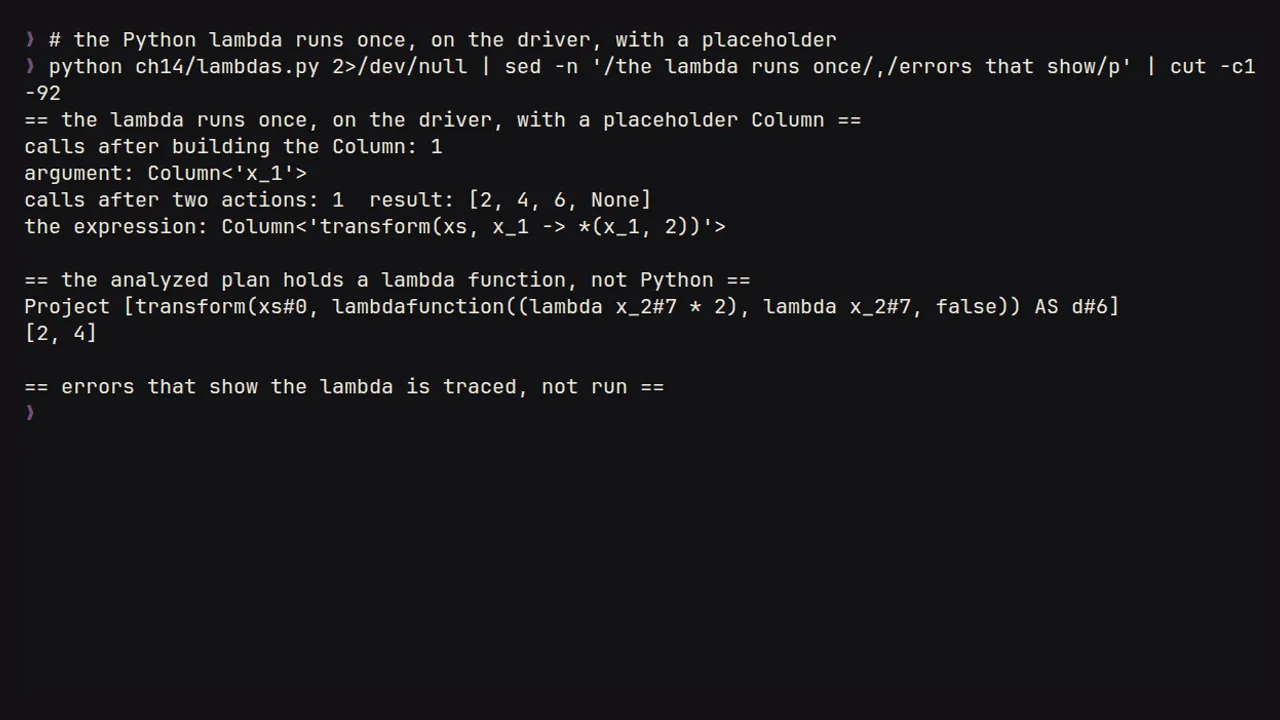 ❯ # the Python lambda runs once, on the driver, with a placeholder
❯ python ch14/lambdas.py 2>/dev/null | sed -n '/the lambda runs once/,/errors that show/p' | cut -c1
-92
== the lambda runs once, on the driver, with a placeholder Column ==
calls after building the Column: 1
argument: Column<'x_1'>
calls after two actions: 1  result: [2, 4, 6, None]
the expression: Column<'transform(xs, x_1 -> *(x_1, 2))'>

== the analyzed plan holds a lambda function, not Python ==
Project [transform(xs#0, lambdafunction((lambda x_2#7 * 2), lambda x_2#7, false)) AS d#6]
[2, 4]

== errors that show the lambda is traced, not run ==
❯